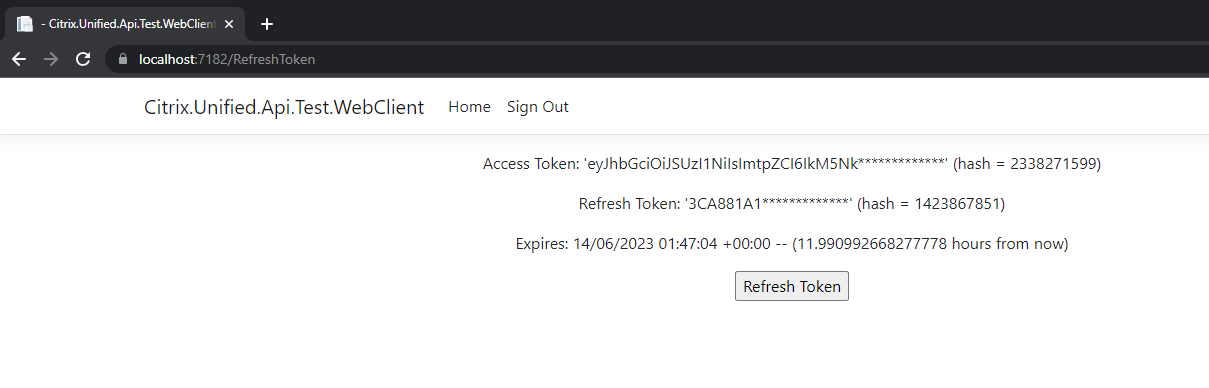 - Citrix.Unified.Api.Test.WebClient
localhost:7182/RefreshToken
Citrix.Unified.Api.Test.WebClient Home Sign Out
Access Token: 'eyJhbGciOiJSUzI1NiIsImtpZCI6IkM5Nk*************' (hash = 2338271599)
Refresh Token: '3CA881A1*************' (hash = 1423867851)
Expires: 14/06/2023 01:47:04 +00:00 -- (11.990992668277778 hours from now)
Refresh Token